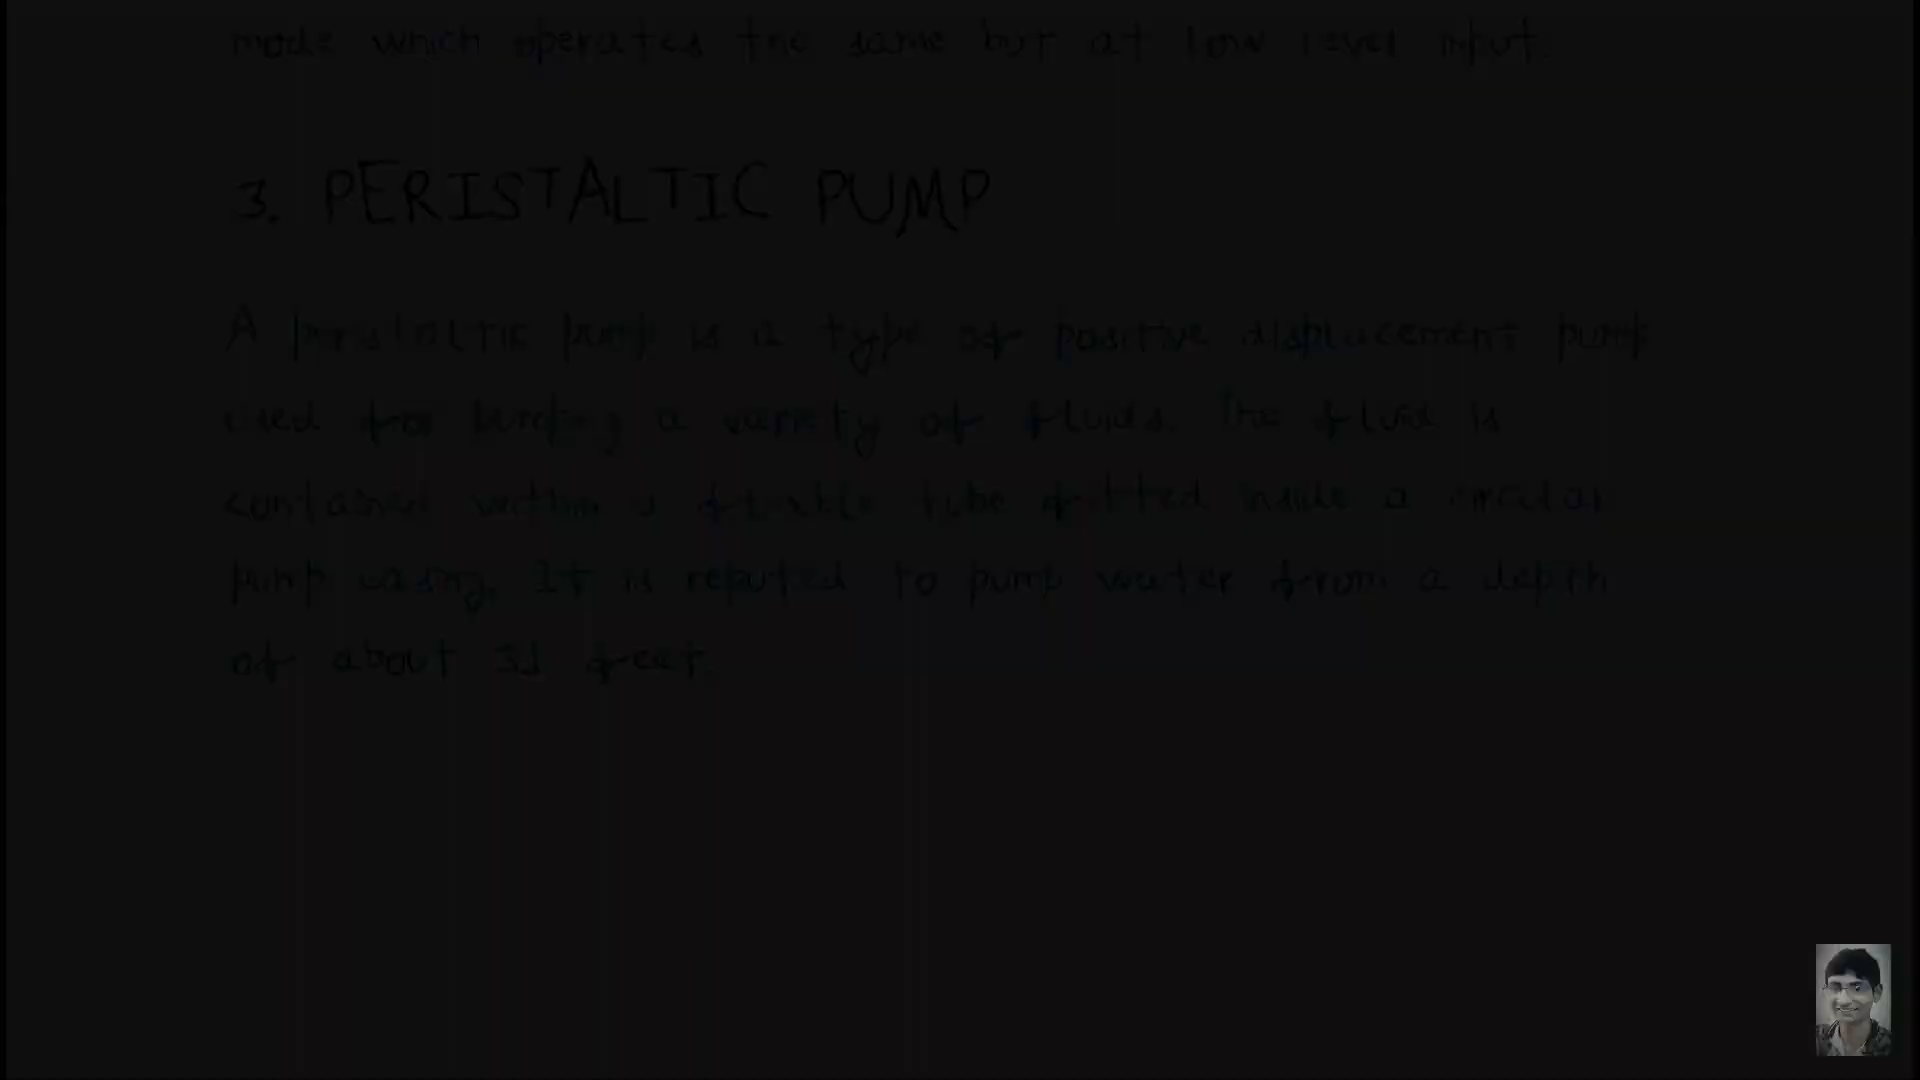 mode which operates the same but at low level input.
3. PERISTALTIC PUMP
A peristaltic pump is a type of positive displacement pump
used for pumping a variety of fluids. The fluid is
contained within a flexible tube fitted inside a circular
pump casing. It is reputed to pump water from a depth
of about 31 feet.